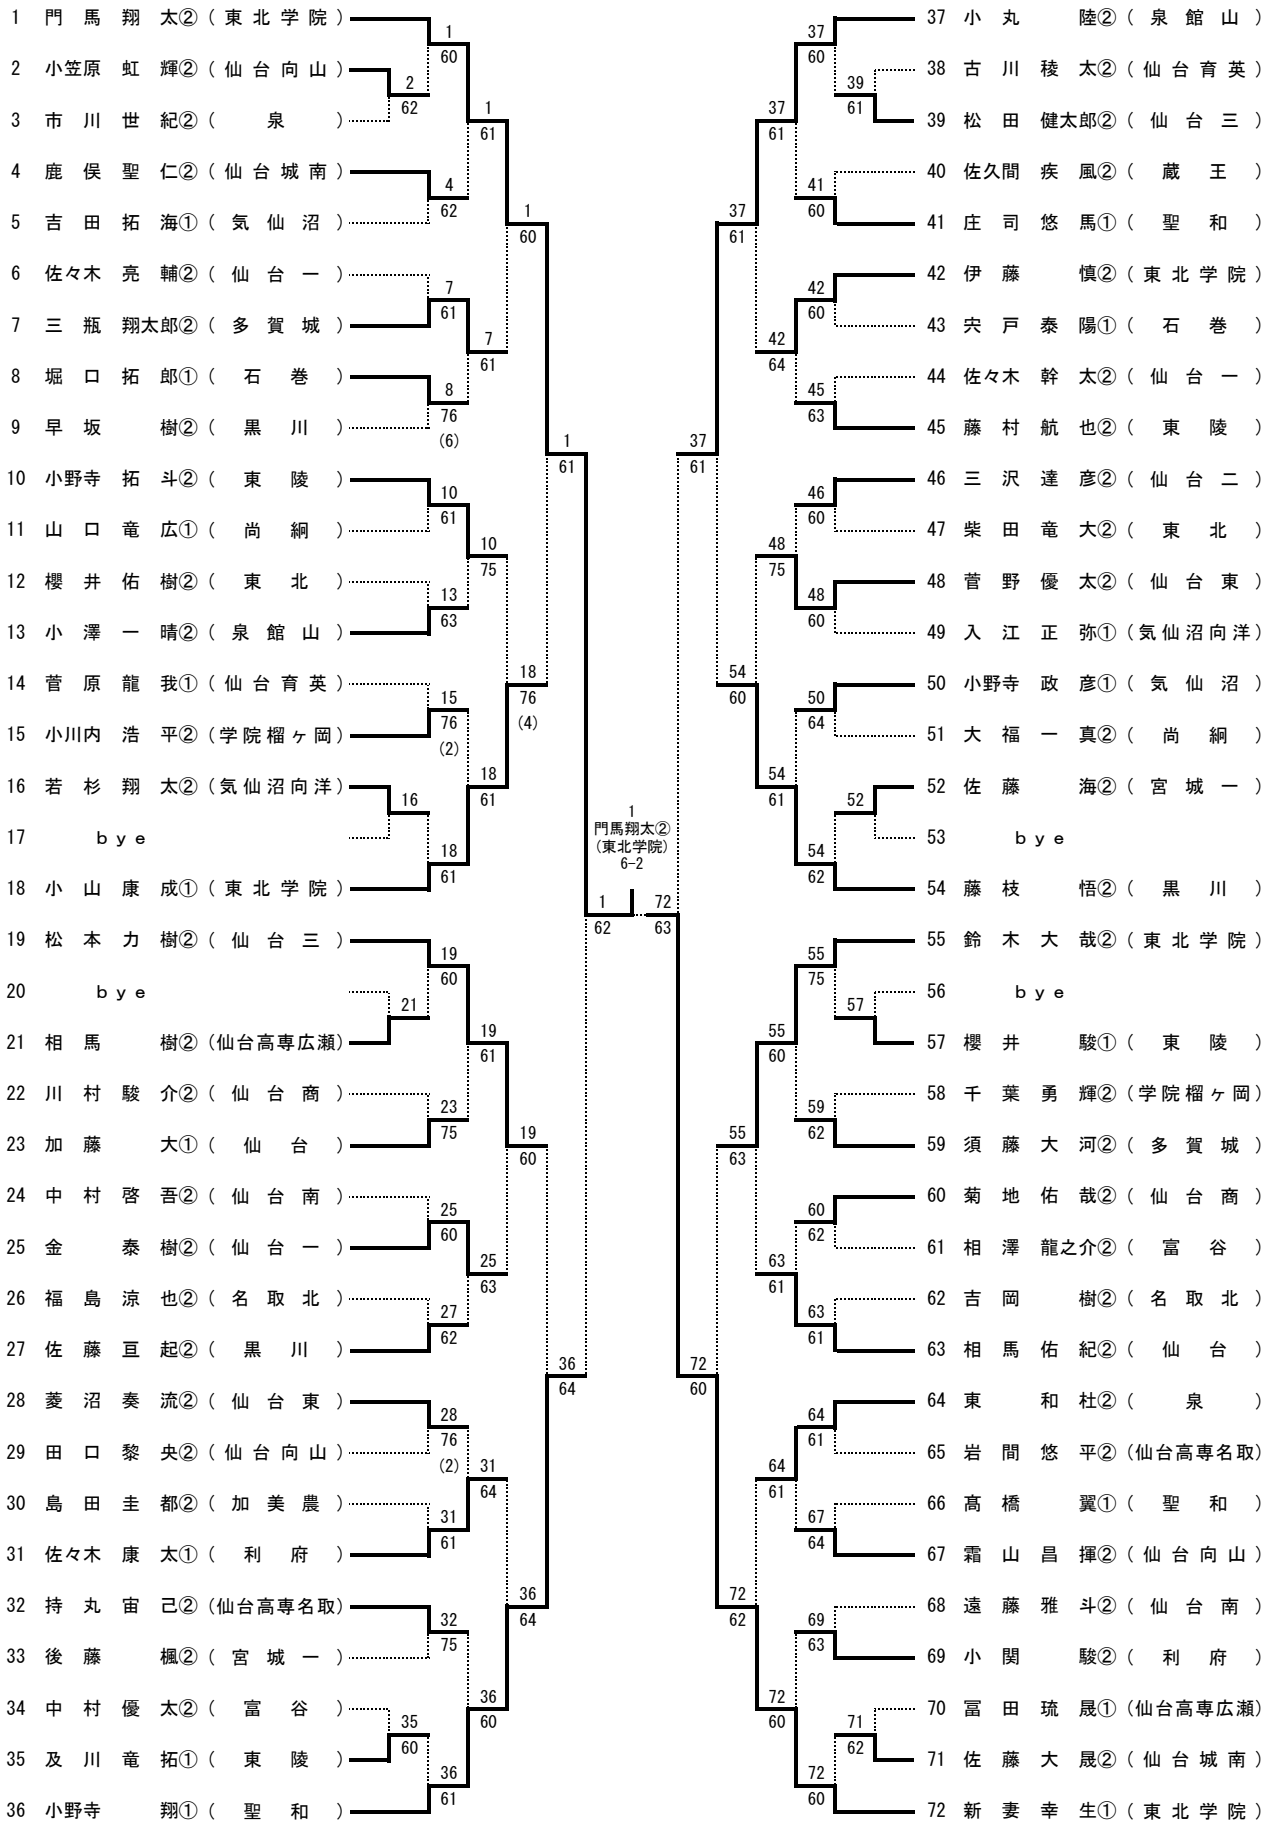 1 門馬 翔太② (東北学院)
2 小笠原 虹輝② (仙台向山)
3 市川 世紀② (泉)
4 鹿俣 聖仁② (仙台城南)
5 吉田 拓海① (気仙沼)
6 佐々木 亮輔② (仙台一)
7 三瓶 翔太郎② (多賀城)
8 堀口 拓郎① (石巻)
9 早坂 樹② (黒川)
10 小野寺 拓斗② (東陵)
11 山口 竜広① (尚絅)
12 櫻井 佑樹② (東北)
13 小澤 一晴② (泉館山)
14 菅原 龍我① (仙台育英)
15 小川内 浩平② (学院榴ヶ岡)
16 若杉 翔太② (気仙沼向洋)
17 bye
18 小山 康成① (東北学院)
19 松本 力樹② (仙台三)
20 bye
21 相馬 樹② (仙台高専広瀬)
22 川村 駿介② (仙台商)
23 加藤 大① (仙台)
24 中村 啓吾② (仙台南)
25 金 泰樹② (仙台一)
26 福島 涼也② (名取北)
27 佐藤 亘起② (黒川)
28 菱沼 奏流② (仙台東)
29 田口 黎央② (仙台向山)
30 島田 圭都② (加美農)
31 佐々木 康太① (利府)
32 持丸 宙己② (仙台高専名取)
33 後藤 楓② (宮城一)
34 中村 優太② (富谷)
35 及川 竜拓① (東陵)
36 小野寺 翔① (聖和)
2
62
16
21
35
60
1
60
4
62
7
61
8
76
(6)
10
61
13
63
15
76
(2)
18
61
19
60
23
75
25
60
27
62
28
76
(2)
31
61
32
75
36
61
1
61
7
61
10
75
18
61
19
61
25
63
31
64
36
60
1
60
18
76
(4)
19
60
36
64
1
61
36
64
1
62
1
門馬翔太②
(東北学院)
6-2
72
63
37
61
72
60
37
61
54
60
55
63
72
62
37
61
42
64
48
75
54
61
55
60
63
61
64
61
72
60
37
60
41
60
42
60
45
63
46
60
48
60
50
64
54
62
55
75
59
62
60
62
63
61
64
61
67
64
69
63
72
60
39
61
52
57
71
62
37 小丸 陸② (泉館山)
38 古川 稜太② (仙台育英)
39 松田 健太郎② (仙台三)
40 佐久間 疾風② (蔵王)
41 庄司 悠馬① (聖和)
42 伊藤 慎② (東北学院)
43 宍戸 泰陽① (石巻)
44 佐々木 幹太② (仙台一)
45 藤村 航也② (東陵)
46 三沢 達彦② (仙台二)
47 柴田 竜大② (東北)
48 菅野 優太② (仙台東)
49 入江 正弥① (気仙沼向洋)
50 小野寺 政彦① (気仙沼)
51 大福 一真② (尚絅)
52 佐藤 海② (宮城一)
53 bye
54 藤枝 悟② (黒川)
55 鈴木 大哉② (東北学院)
56 bye
57 櫻井 駿① (東陵)
58 千葉 勇輝② (学院榴ヶ岡)
59 須藤 大河② (多賀城)
60 菊地 佑哉② (仙台商)
61 相澤 龍之介② (富谷)
62 吉岡 樹② (名取北)
63 相馬 佑紀② (仙台)
64 東 和杜② (泉)
65 岩間 悠平② (仙台高専名取)
66 髙橋 翼① (聖和)
67 霜山 昌揮② (仙台向山)
68 遠藤 雅斗② (仙台南)
69 小関 駿② (利府)
70 冨田 琉晟① (仙台高専広瀬)
71 佐藤 大晟② (仙台城南)
72 新妻 幸生① (東北学院)